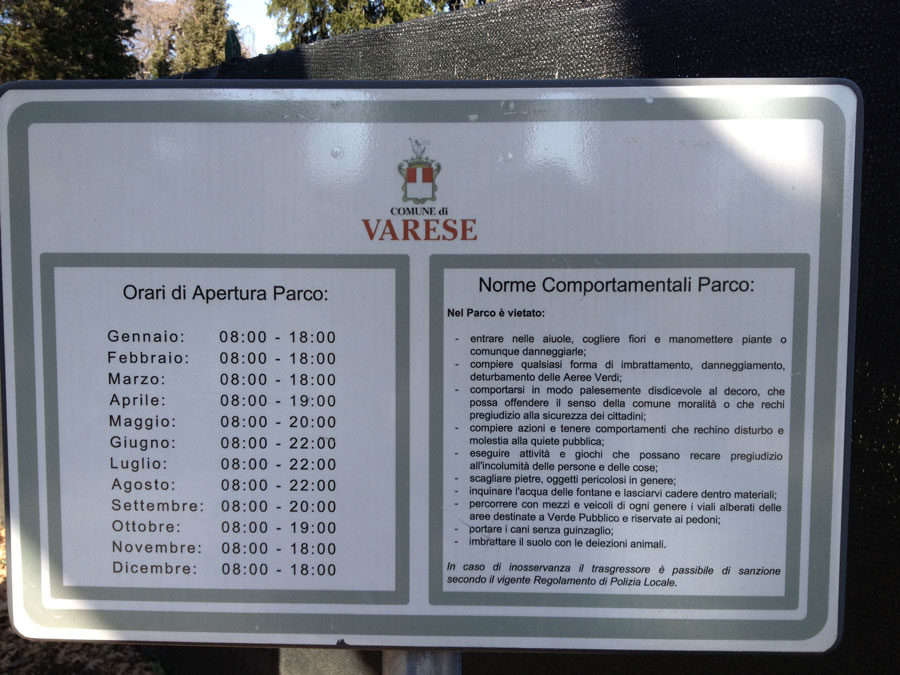 COMUNE di
VARESE
Orari di Apertura Parco:
Gennaio: 08:00 - 18:00
Febbraio: 08:00 - 18:00
Marzo: 08:00 - 18:00
Aprile: 08:00 - 19:00
Maggio: 08:00 - 20:00
Giugno: 08:00 - 22:00
Luglio: 08:00 - 22:00
Agosto: 08:00 - 22:00
Settembre: 08:00 - 20:00
Ottobre: 08:00 - 19:00
Novembre: 08:00 - 18:00
Dicembre: 08:00 - 18:00
Norme Comportamentali Parco:
Nel Parco è vietato:
- entrare nelle aiuole, cogliere fiori e manomettere piante o
comunque danneggiarle;
- compiere qualsiasi forma di imbrattamento, danneggiamento,
deturbamento delle Aeree Verdi;
- comportarsi in modo palesemente disdicevole al decoro, che
possa offendere il senso della comune moralità o che rechi
pregiudizio alla sicurezza dei cittadini;
- compiere azioni e tenere comportamenti che rechino disturbo e
molestia alla quiete pubblica;
- eseguire attività e giochi che possano recare pregiudizio
all'incolumità delle persone e delle cose;
- scagliare pietre, oggetti pericolosi in genere;
- inquinare l'acqua delle fontane e lasciarvi cadere dentro materiali;
- percorrere con mezzi e veicoli di ogni genere i viali alberati delle
aree destinate a Verde Pubblico e riservate ai pedoni;
- portare i cani senza guinzaglio;
- imbrattare il suolo con le deiezioni animali.
In caso di inosservanza il trasgressore è passibile di sanzione
secondo il vigente Regolamento di Polizia Locale.